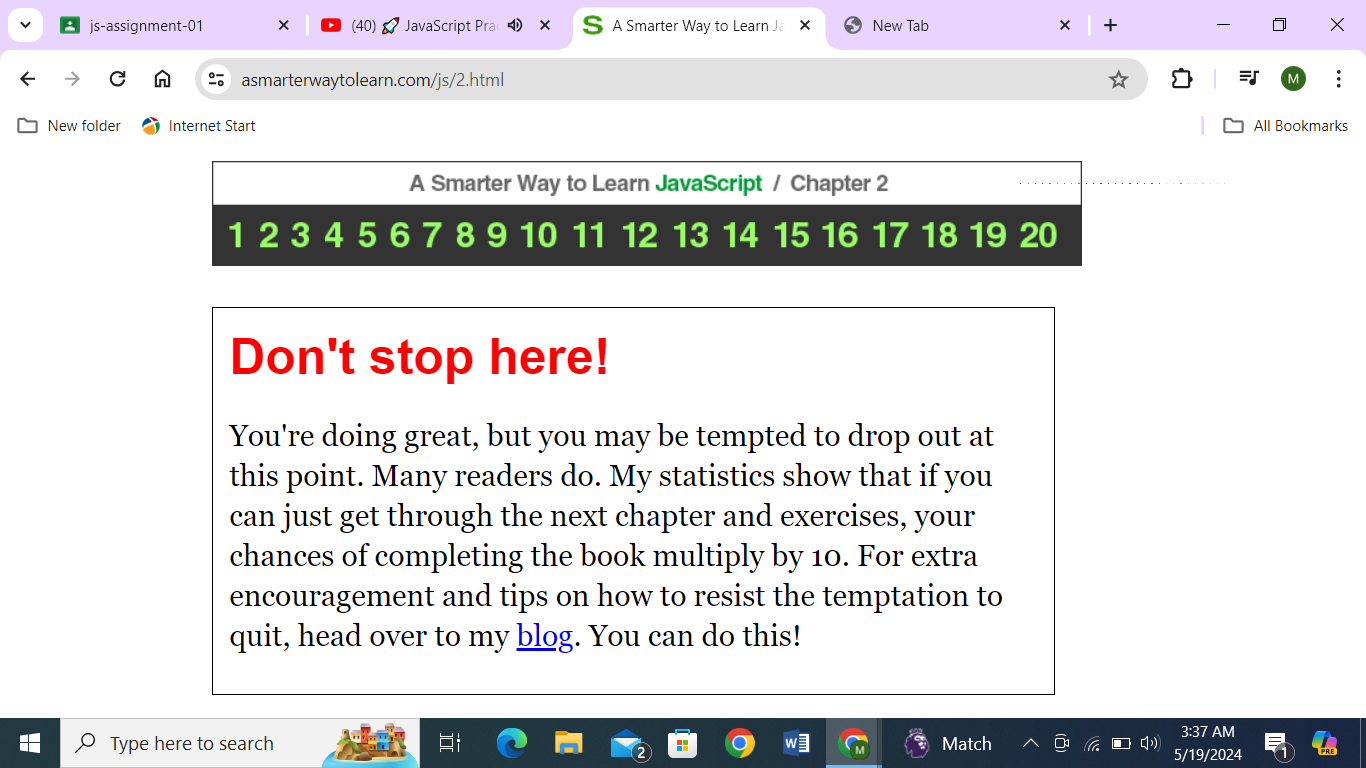 js-assignment-01
(40) 🚀 JavaScript Pra
A Smarter Way to Learn Ja
New Tab
asmarterwaytolearn.com/js/2.html
M
New folder
Internet Start
All Bookmarks
A Smarter Way to Learn JavaScript / Chapter 2
1 2 3 4 5 6 7 8 9 10 11 12 13 14 15 16 17 18 19 20
Don't stop here!
You're doing great, but you may be tempted to drop out at
this point. Many readers do. My statistics show that if you
can just get through the next chapter and exercises, your
chances of completing the book multiply by 10. For extra
encouragement and tips on how to resist the temptation to
quit, head over to my blog. You can do this!
Type here to search
2
M
Match
3:37 AM
5/19/2024
1
PRE